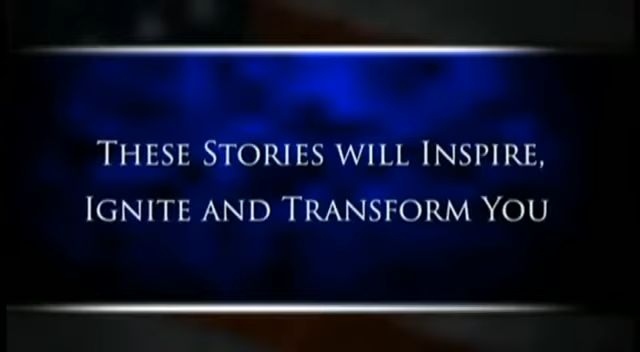 These Stories will Inspire,
Ignite and Transform You